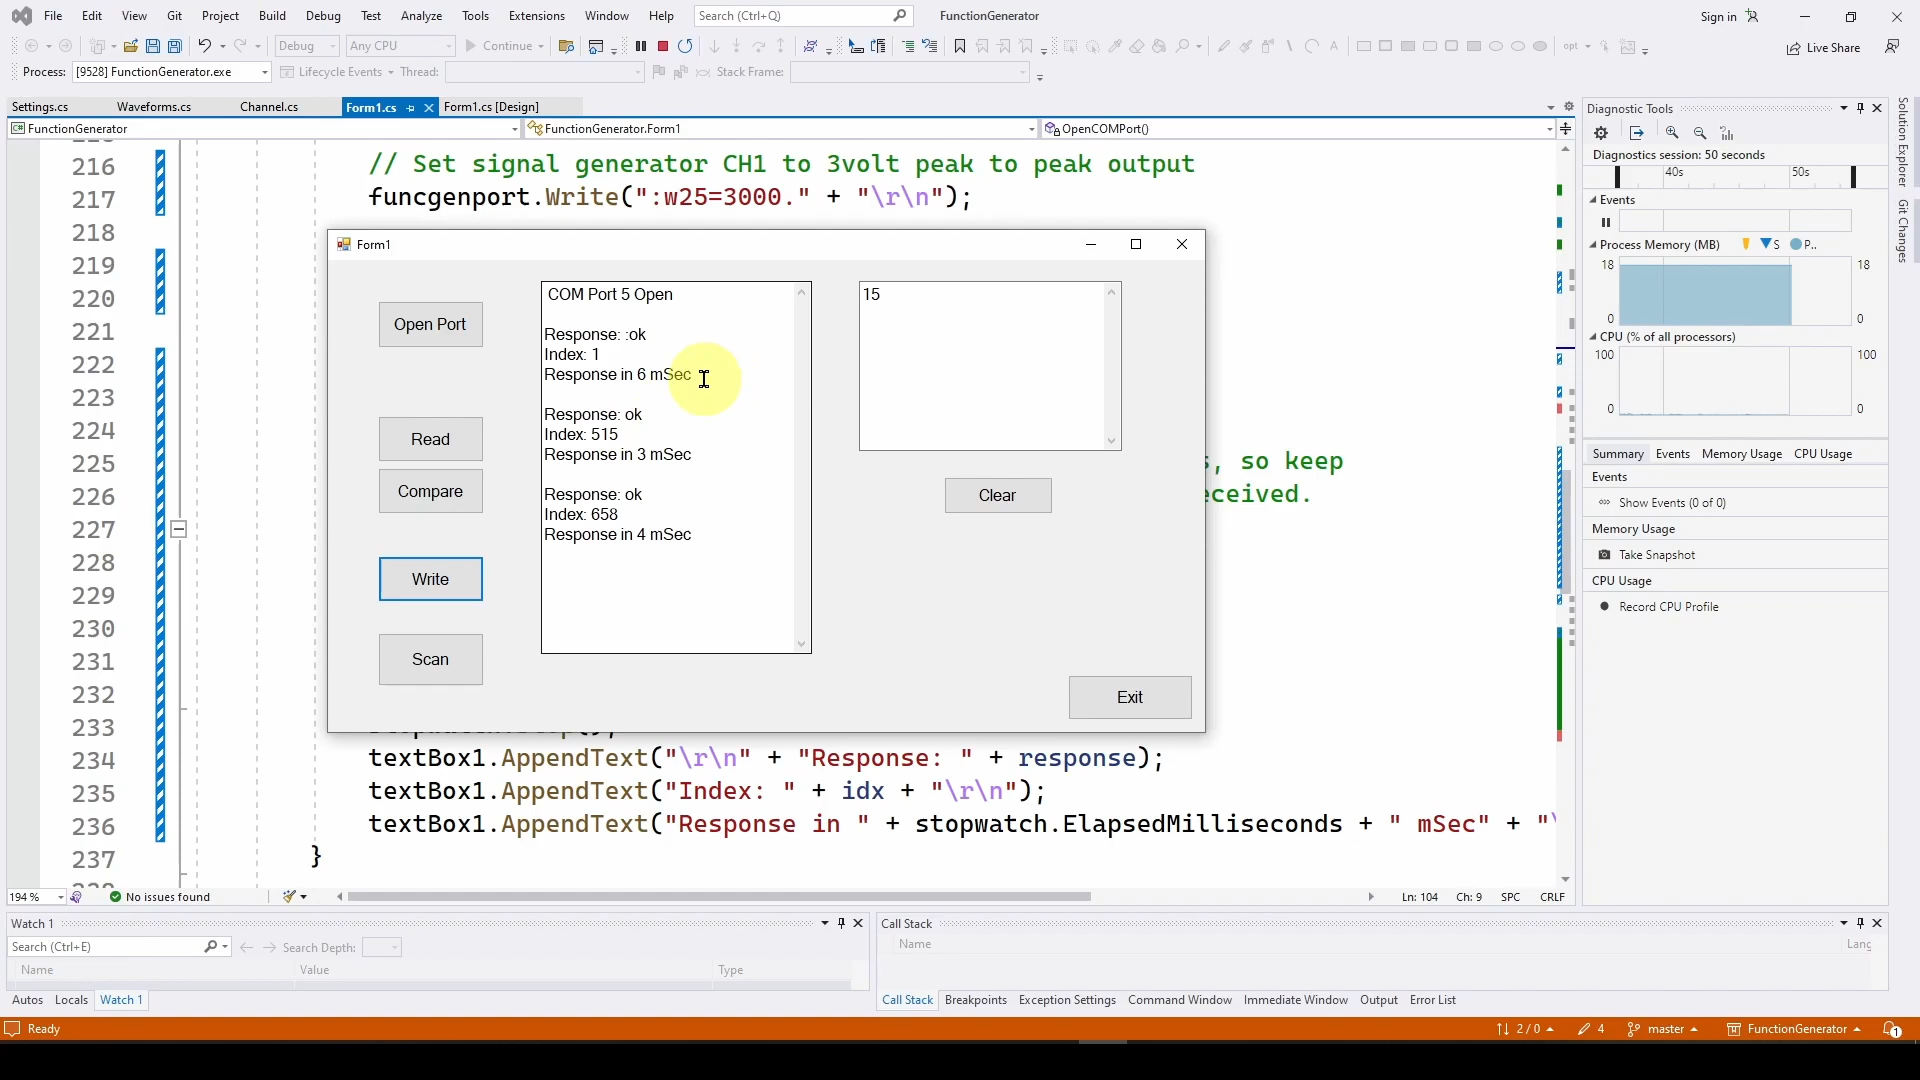 File Edit View Git Project Build Debug Test Analyze Tools Extensions Window Help Search (Ctrl+Q) FunctionGenerator Sign in
Debug Any CPU Continue Live Share
Process: [9528] FunctionGenerator.exe Lifecycle Events Thread: Stack Frame:
Settings.cs Waveforms.cs Channel.cs Form1.cs Form1.cs [Design]
FunctionGenerator FunctionGenerator.Form1 OpenCOMPort()
216 // Set signal generator CH1 to 3volt peak to peak output
217 funcgenport.Write(":w25=3000." + "\r\n");
218
219
220
221
222
223
224
225 s, so keep
226 eceived.
227
228
229
230
231
232
233
234 textBox1.AppendText("\r\n" + "Response: " + response);
235 textBox1.AppendText("Index: " + idx + "\r\n");
236 textBox1.AppendText("Response in " + stopwatch.ElapsedMilliseconds + " mSec" + "\
237 }
Form1
Open Port
Read
Compare
Write
Scan
COM Port 5 Open
Response: :ok
Index: 1
Response in 6 mSec
Response: ok
Index: 515
Response in 3 mSec
Response: ok
Index: 658
Response in 4 mSec
15
Clear
Exit
194 % No issues found Ln: 104 Ch: 9 SPC CRLF
Diagnostic Tools
Diagnostics session: 50 seconds
40s 50s
Events
Process Memory (MB) S P..
18 18
0 0
CPU (% of all processors)
100 100
0 0
Summary Events Memory Usage CPU Usage
Events
Show Events (0 of 0)
Memory Usage
Take Snapshot
CPU Usage
Record CPU Profile
Solution Explorer
Git Changes
Watch 1
Search (Ctrl+E) Search Depth:
Name Value Type
Autos Locals Watch 1
Call Stack
Name Lang
Call Stack Breakpoints Exception Settings Command Window Immediate Window Output Error List
Ready 2 / 0 4 master FunctionGenerator 1